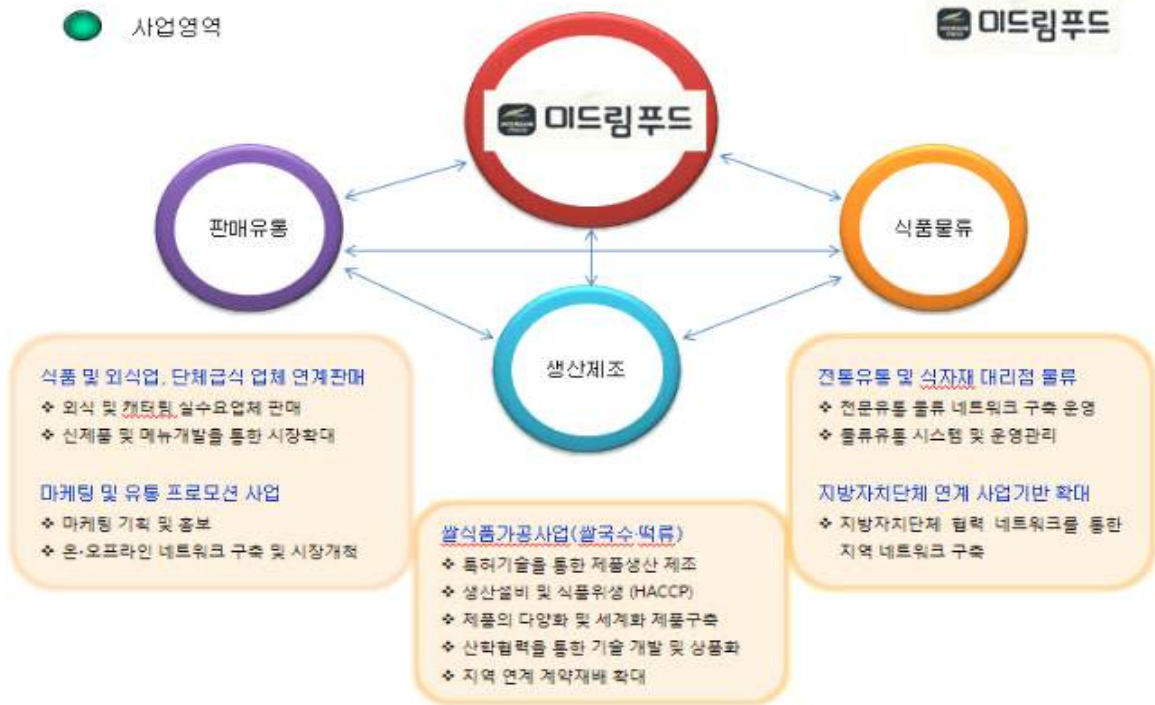 사업영역
미드림푸드
미드림푸드
판매유통
식품물류
생산제조
식품 및 외식업, 단체급식 업체 연계판매
❖ 외식 및 캐터링 실수요업체 판매
❖ 신제품 및 메뉴개발을 통한 시장확대
마케팅 및 유통 프로모션 사업
❖ 마케팅 기획 및 홍보
❖ 온·오프라인 네트워크 구축 및 시장개척
쌀식품가공사업(쌀국수·떡류)
❖ 특허기술을 통한 제품생산 제조
❖ 생산설비 및 식품위생 (HACCP)
❖ 제품의 다양화 및 세계화 제품구축
❖ 산학협력을 통한 기술 개발 및 상품화
❖ 지역 연계 계약재배 확대
전통유통 및 식자재 대리점 물류
❖ 전문유통 물류 네트워크 구축 운영
❖ 물류유통 시스템 및 운영관리
지방자치단체 연계 사업기반 확대
❖ 지방자치단체 협력 네트워크를 통한
지역 네트워크 구축